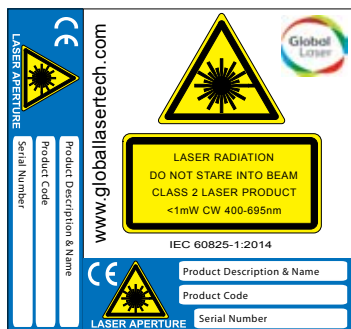 CE
LASER APERTURE
Serial Number
Product Code
Product Description & Name
www.globallasertech.com
Global
Laser
LASER RADIATION
DO NOT STARE INTO BEAM
CLASS 2 LASER PRODUCT
<1mW CW 400-695nm
IEC 60825-1:2014
CE
LASER APERTURE
Product Description & Name
Product Code
Serial Number